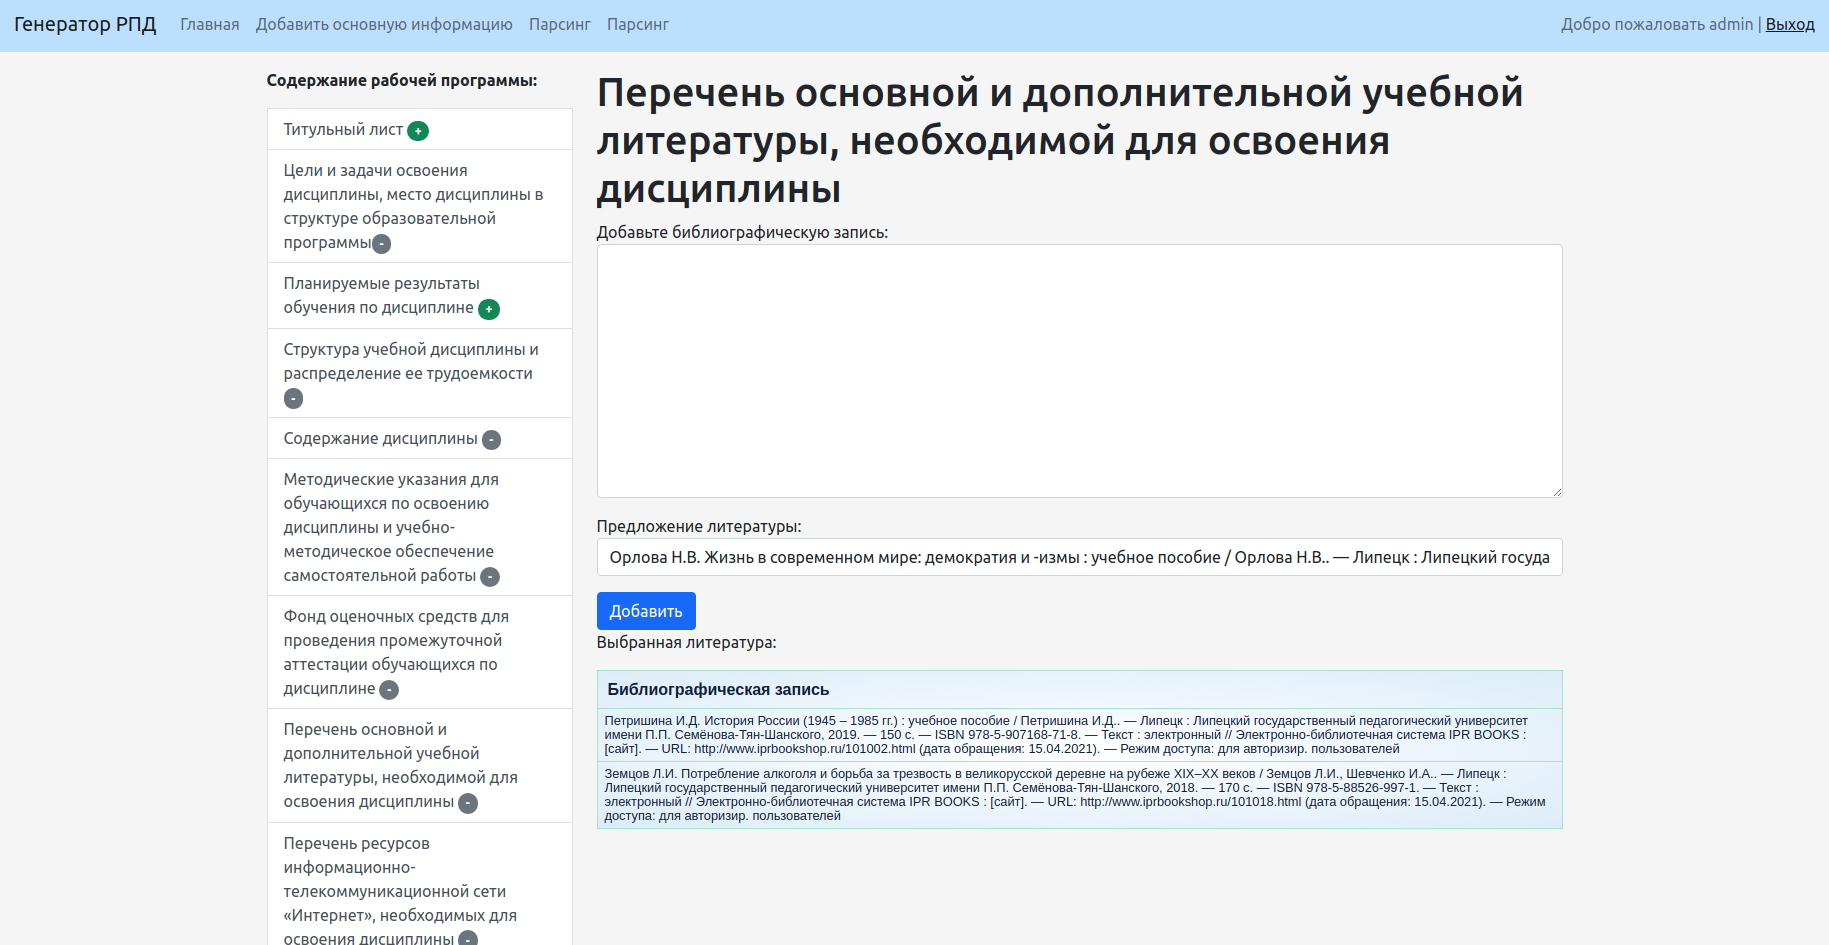 Генератор РПД Главная Добавить основную информацию Парсинг Парсинг Добро пожаловать admin | Выход
Содержание рабочей программы:
Титульный лист +
Цели и задачи освоения
дисциплины, место дисциплины в
структуре образовательной
программы -
Планируемые результаты
обучения по дисциплине +
Структура учебной дисциплины и
распределение ее трудоемкости
-
Содержание дисциплины -
Методические указания для
обучающихся по освоению
дисциплины и учебно-
методическое обеспечение
самостоятельной работы -
Фонд оценочных средств для
проведения промежуточной
аттестации обучающихся по
дисциплине -
Перечень основной и
дополнительной учебной
литературы, необходимой для
освоения дисциплины -
Перечень ресурсов
информационно-
телекоммуникационной сети
«Интернет», необходимых для
освоения дисциплины -
Перечень основной и дополнительной учебной
литературы, необходимой для освоения
дисциплины
Добавьте библиографическую запись:
Предложение литературы:
Орлова Н.В. Жизнь в современном мире: демократия и -измы : учебное пособие / Орлова Н.В.. — Липецк : Липецкий госуда
Добавить
Выбранная литература:
Библиографическая запись
Петришина И.Д. История России (1945 – 1985 гг.) : учебное пособие / Петришина И.Д.. — Липецк : Липецкий государственный педагогический университет
имени П.П. Семёнова-Тян-Шанского, 2019. — 150 с. — ISBN 978-5-907168-71-8. — Текст : электронный // Электронно-библиотечная система IPR BOOKS :
[сайт]. — URL: http://www.iprbookshop.ru/101002.html (дата обращения: 15.04.2021). — Режим доступа: для авторизир. пользователей
Земцов Л.И. Потребление алкоголя и борьба за трезвость в великорусской деревне на рубеже XIX–XX веков / Земцов Л.И., Шевченко И.А.. — Липецк :
Липецкий государственный педагогический университет имени П.П. Семёнова-Тян-Шанского, 2018. — 170 с. — ISBN 978-5-88526-997-1. — Текст :
электронный // Электронно-библиотечная система IPR BOOKS : [сайт]. — URL: http://www.iprbookshop.ru/101018.html (дата обращения: 15.04.2021). — Режим
доступа: для авторизир. пользователей